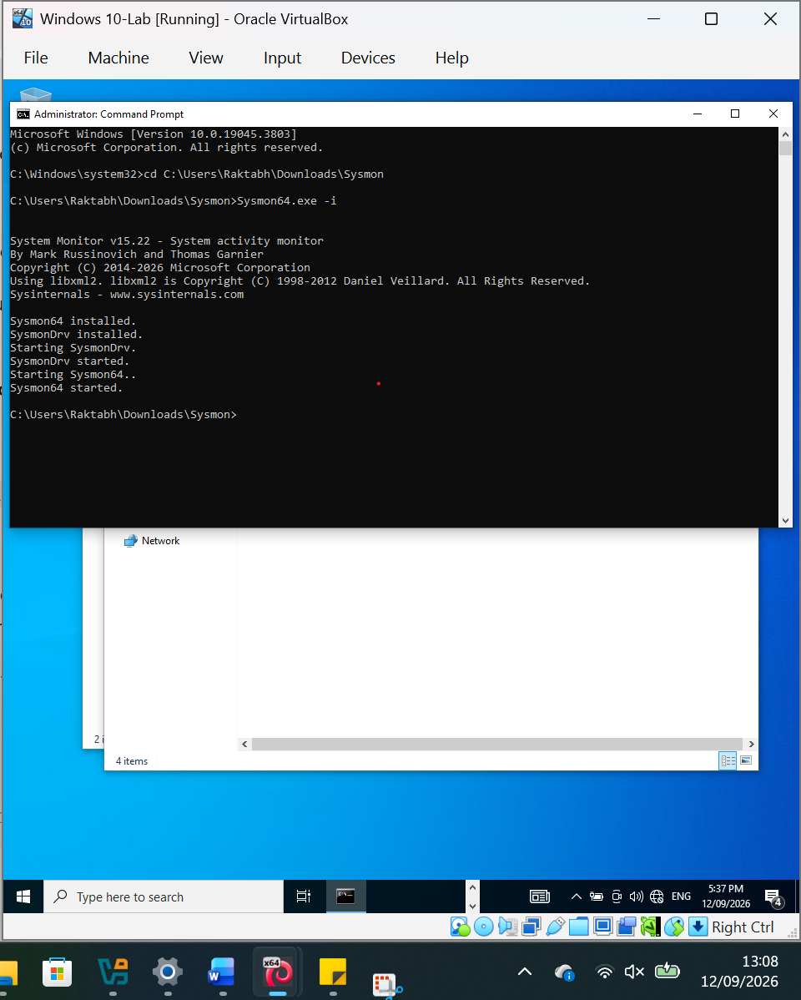 Windows 10-Lab [Running] - Oracle VirtualBox
File Machine View Input Devices Help
Administrator: Command Prompt
Microsoft Windows [Version 10.0.19045.3803]
(c) Microsoft Corporation. All rights reserved.
C:\Windows\system32>cd C:\Users\Raktabh\Downloads\Sysmon
C:\Users\Raktabh\Downloads\Sysmon>Sysmon64.exe -i
System Monitor v15.22 - System activity monitor
By Mark Russinovich and Thomas Garnier
Copyright (C) 2014-2026 Microsoft Corporation
Using libxml2. libxml2 is Copyright (C) 1998-2012 Daniel Veillard. All Rights Reserved.
Sysinternals - www.sysinternals.com
Sysmon64 installed.
SysmonDrv installed.
Starting SysmonDrv.
SysmonDrv started.
Starting Sysmon64..
Sysmon64 started.
C:\Users\Raktabh\Downloads\Sysmon>
Network
2 i
4 items
Type here to search
ENG
5:37 PM
12/09/2026
4
Right Ctrl
x64
13:08
12/09/2026